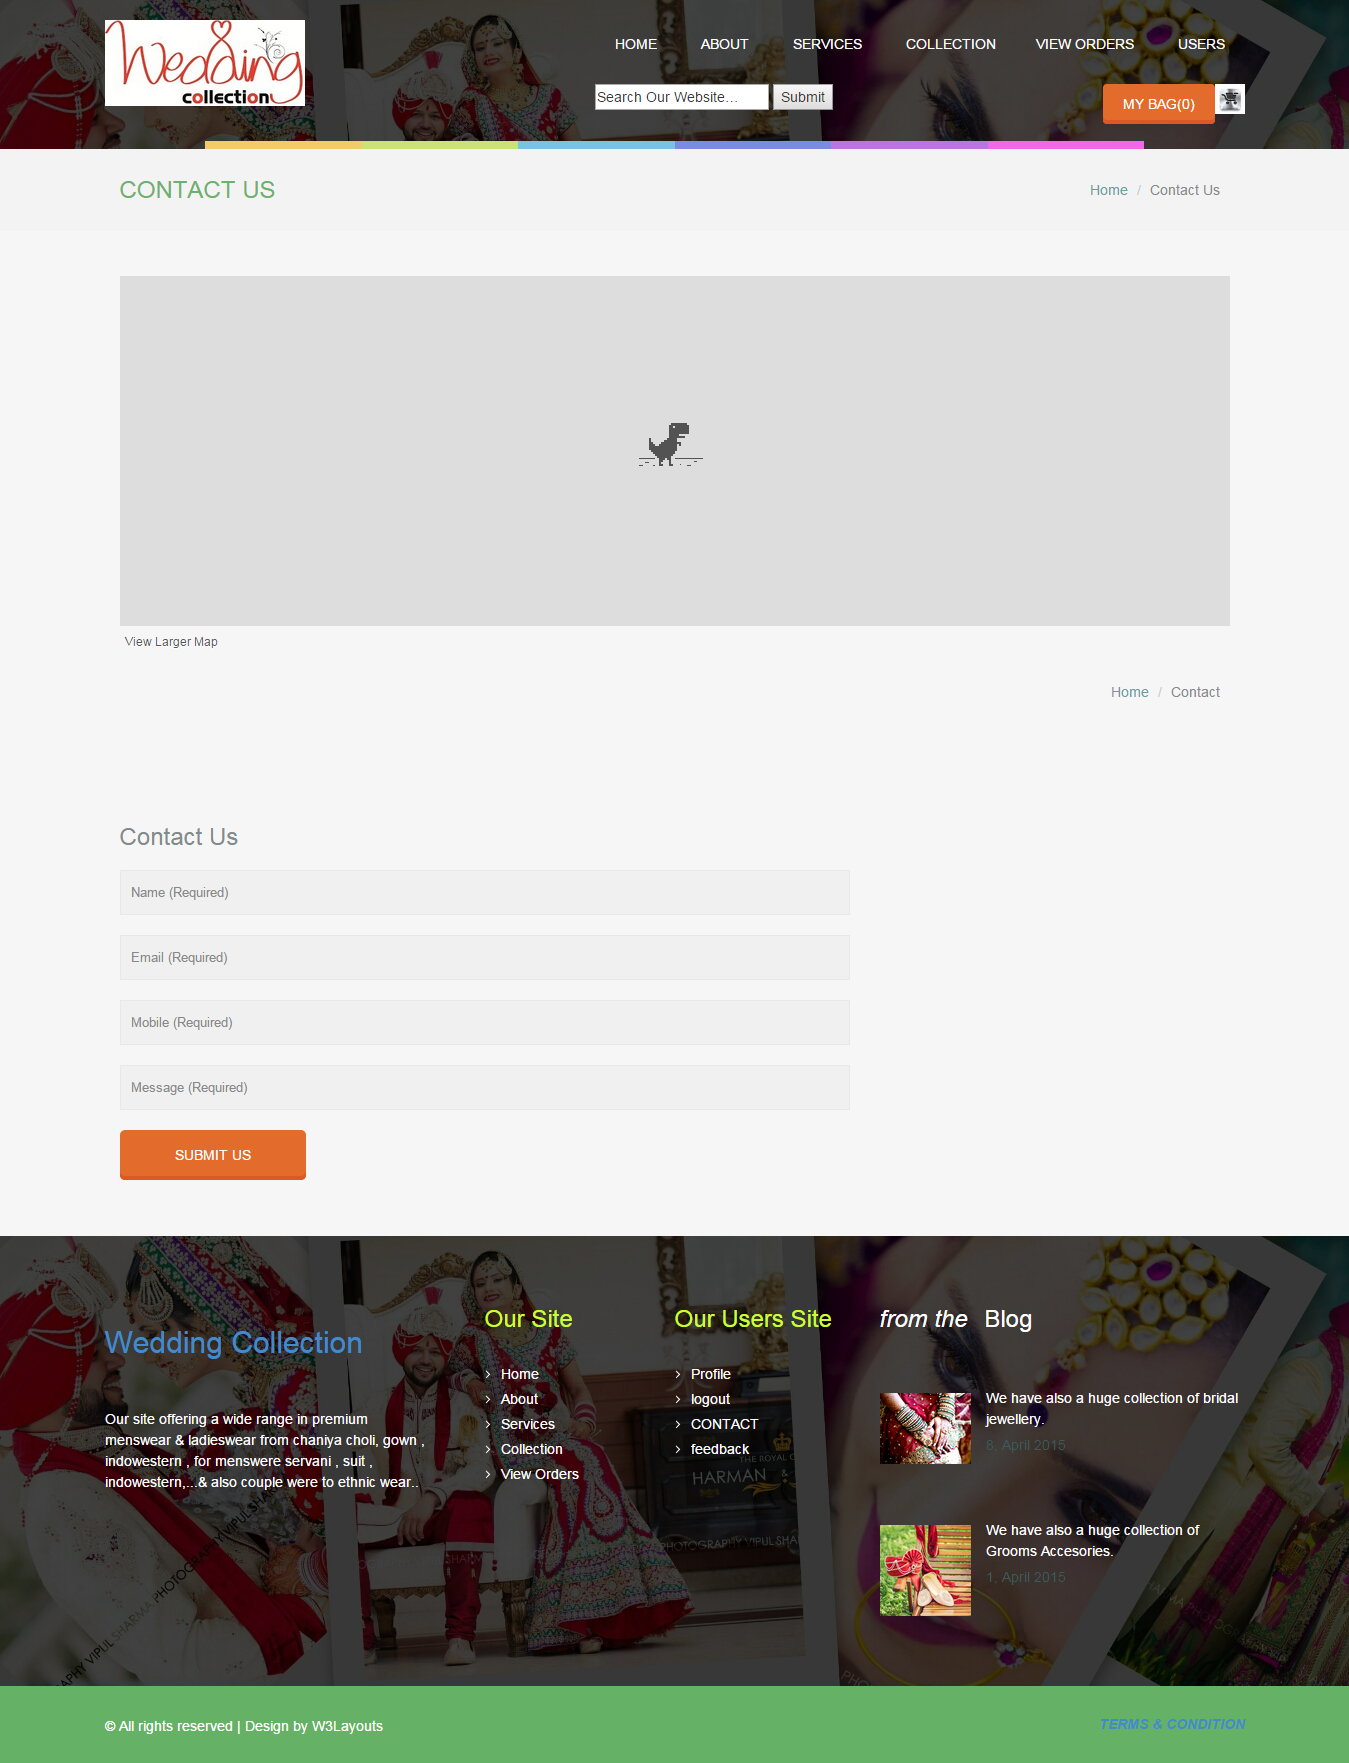 Wedding
collection
HOME
ABOUT
SERVICES
COLLECTION
VIEW ORDERS
USERS
Search Our Website...
Submit
MY BAG(0)
CONTACT US
Home / Contact Us
View Larger Map
Home / Contact
Contact Us
Name (Required)
Email (Required)
Mobile (Required)
Message (Required)
SUBMIT US
Wedding Collection
Our site offering a wide range in premium
menswear & ladieswear from chaniya choli, gown ,
indowestern , for menswere servani , suit ,
indowestern,...& also couple were to ethnic wear..
Our Site
Home
About
Services
Collection
View Orders
Our Users Site
Profile
logout
CONTACT
feedback
from the Blog
We have also a huge collection of bridal
jewellery.
8, April 2015
We have also a huge collection of
Grooms Accesories.
1, April 2015
HARMAN &
PHOTOGRAPHY VIPUL SHARMA
© All rights reserved | Design by W3Layouts
TERMS & CONDITION